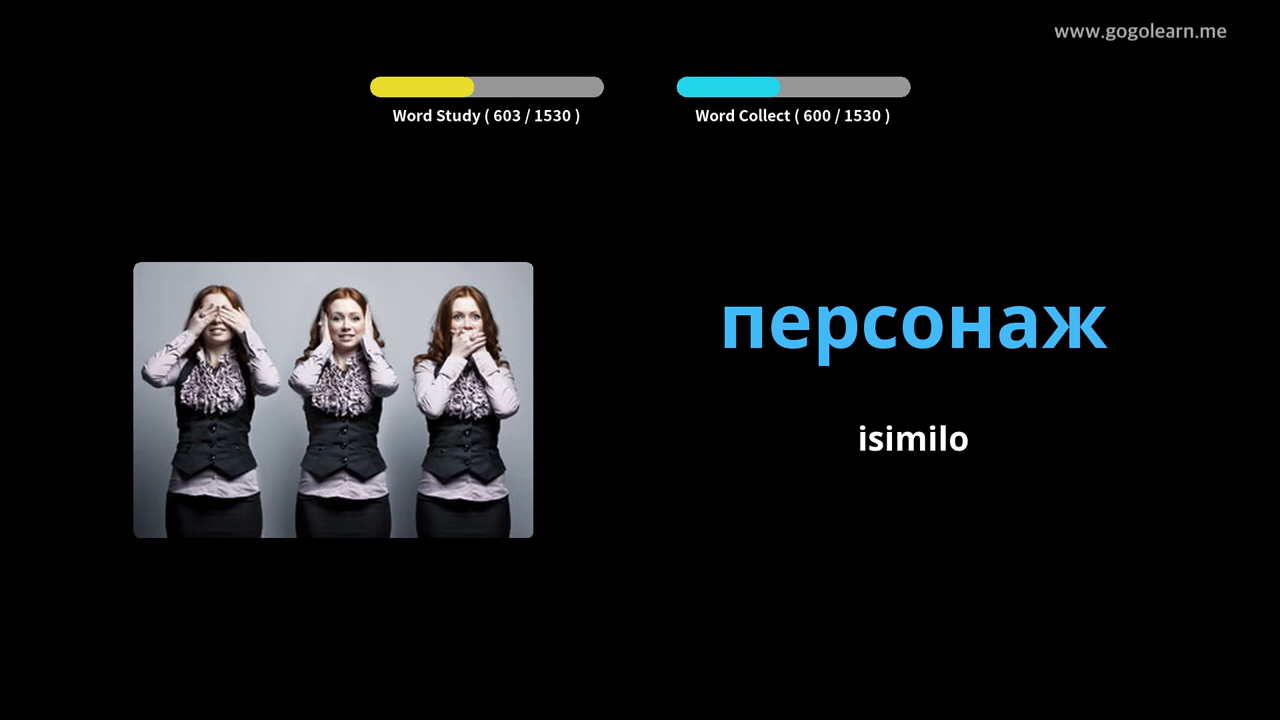 www.gogolearn.me
Word Study ( 603 / 1530 )
Word Collect ( 600 / 1530 )
персонаж
isimilo